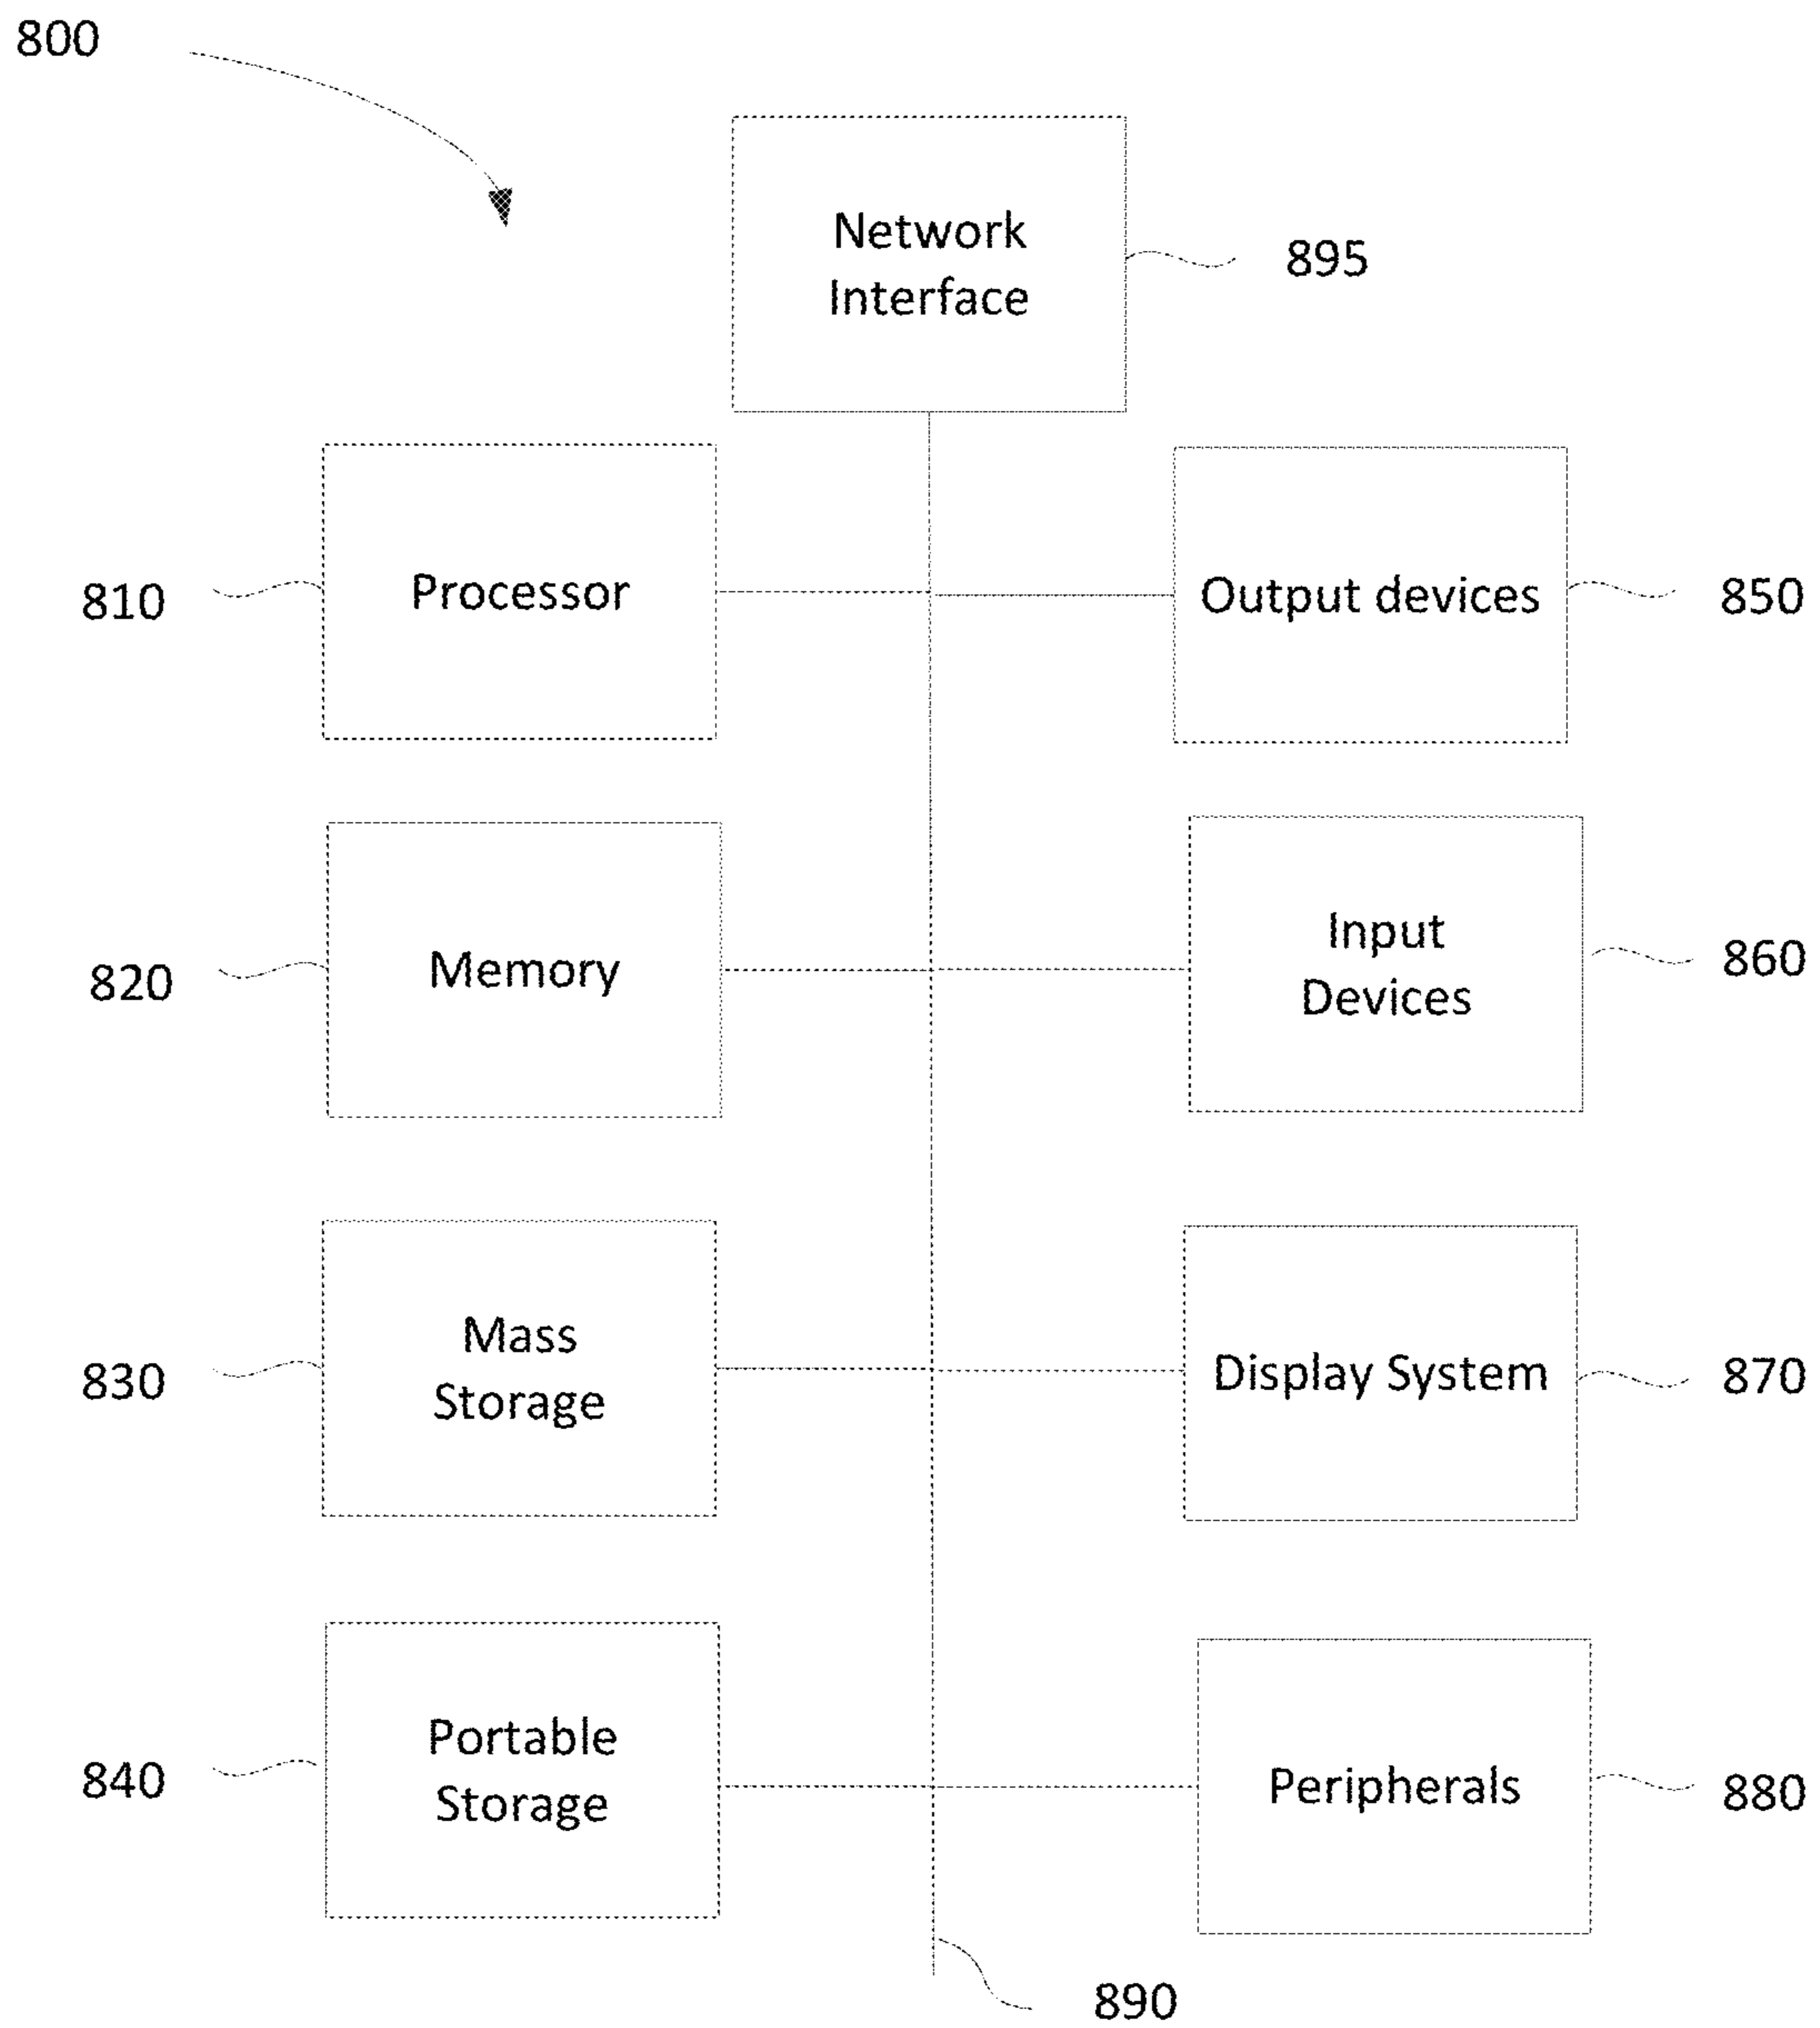 800
Network
Interface
895
810
Processor
Output devices
850
820
Memory
Input
Devices
860
830
Mass
Storage
Display System
870
840
Portable
Storage
Peripherals
880
890